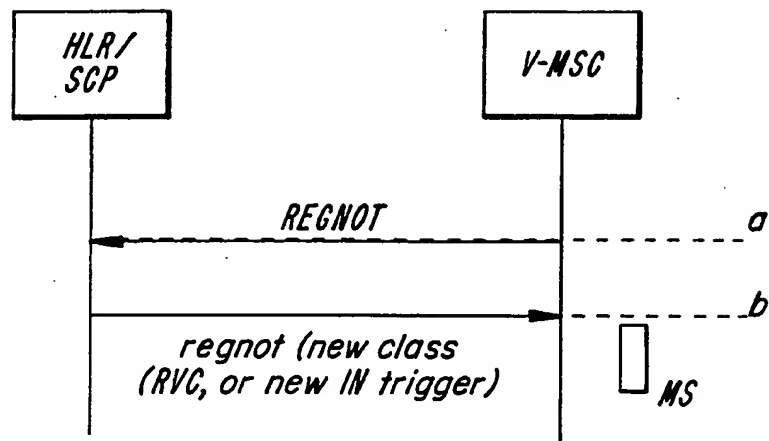 HLR/
SCP
V-MSC
REGNOT
a
b
regnot (new class
(RVC, or new IN trigger)
MS